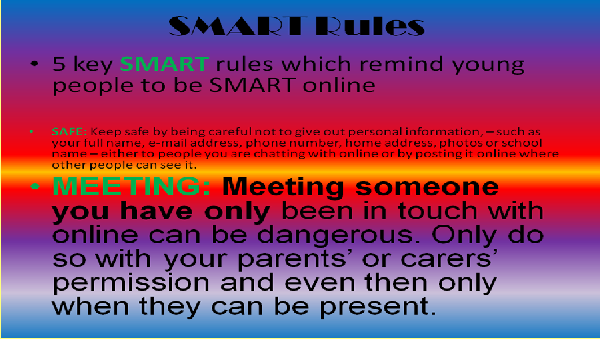 SMART Rules
• 5 key SMART rules which remind young
people to be SMART online
• SAFE: Keep safe by being careful not to give out personal information, – such as
your full name, e-mail address, phone number, home address, photos or school
name – either to people you are chatting with online or by posting it online where
other people can see it.
• MEETING: Meeting someone
you have only been in touch with
online can be dangerous. Only do
so with your parents’ or carers’
permission and even then only
when they can be present.